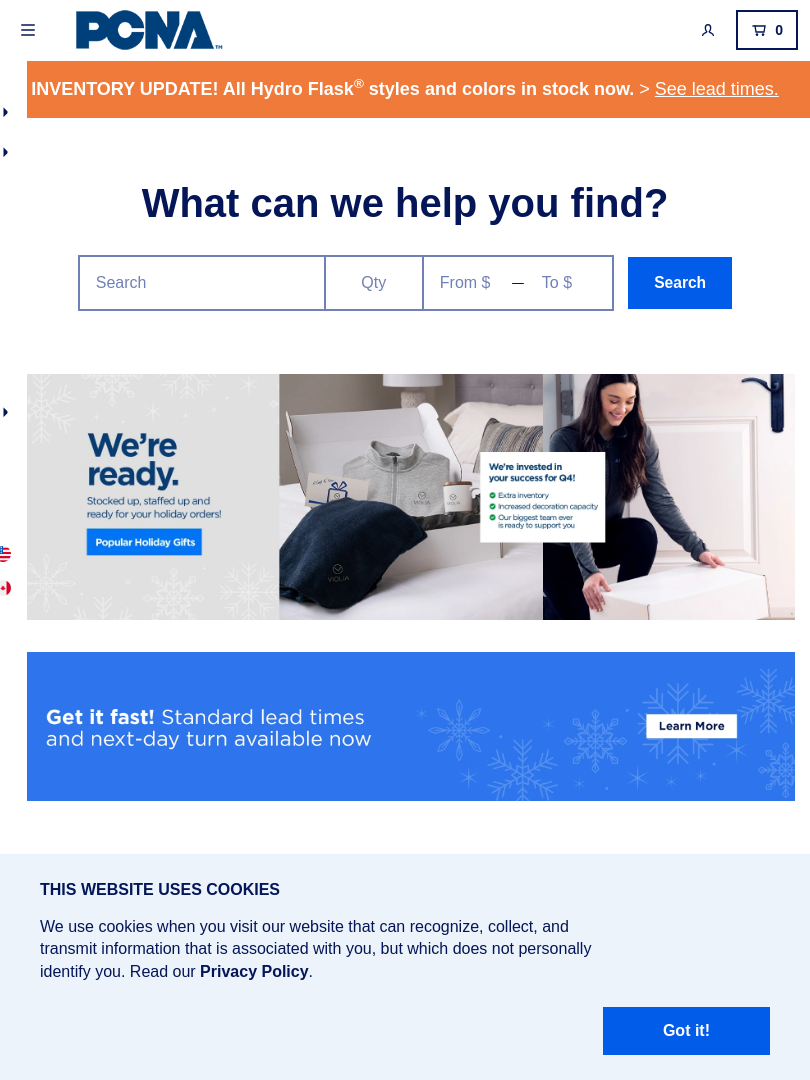 PCNA™
0
INVENTORY UPDATE! All Hydro Flask® styles and colors in stock now. > See lead times.
What can we help you find?
Search
Qty
From $
—
To $
Search
We're
ready.
Stocked up, staffed up and
ready for your holiday orders!
Popular Holiday Gifts
We're invested in
your success for Q4!
Extra inventory
Increased decoration capacity
Our biggest team ever
is ready to support you
VIOLIA
Get it fast! Standard lead times
and next-day turn available now
Learn More
THIS WEBSITE USES COOKIES
We use cookies when you visit our website that can recognize, collect, and
transmit information that is associated with you, but which does not personally
identify you. Read our Privacy Policy.
Got it!